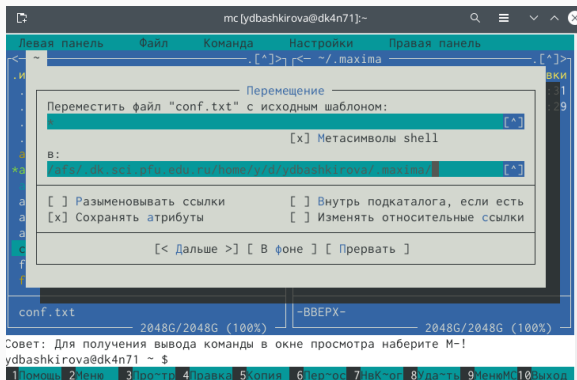 mc [ydbashkirova@dk4n71]:~
Левая панель Файл Команда Настройки Правая панель
<— ~ .[^]> <— ~/.maxima .[^]>
Перемещение
Переместить файл "conf.txt" с исходным шаблоном:
* [^]
[x] Метасимволы shell
в:
/afs/.dk.sci.pfu.edu.ru/home/y/d/ydbashkirova/.maxima/ [^]
[ ] Разыменовывать ссылки [ ] Внутрь подкаталога, если есть
[x] Сохранять атрибуты [ ] Изменять относительные ссылки
[< Дальше >] [ В фоне ] [ Прервать ]
conf.txt -ВВЕРХ-
2048G/2048G (100%) 2048G/2048G (100%)
Совет: Для получения вывода команды в окне просмотра наберите M-!
ydbashkirova@dk4n71 ~ $
1Помощь 2Меню 3Про~тр 4Правка 5Копия 6Пер~ос 7НвК~ог 8Уда~ть 9МенюMC 10Выход